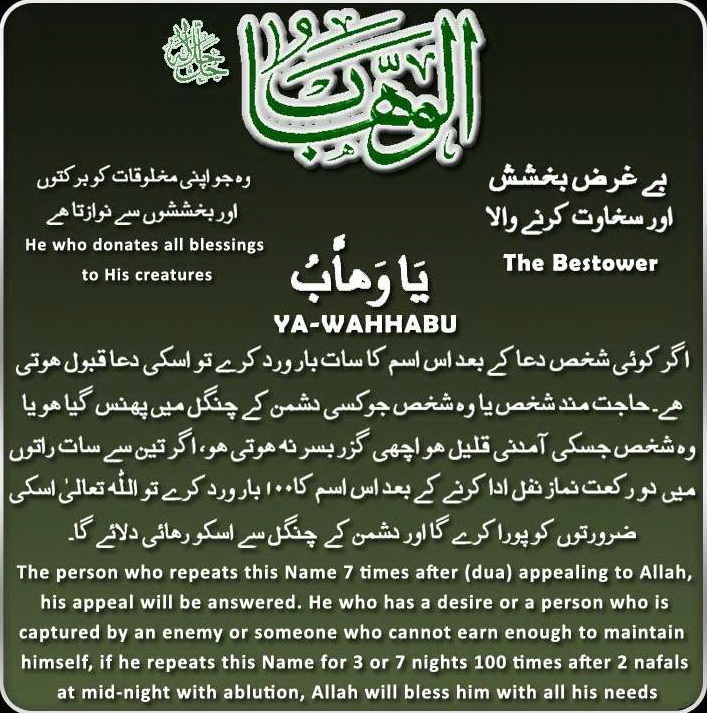 الوهاب
جل جلاله
بے غرض بخشش
اور سخاوت کرنے والا
The Bestower
وہ جو اپنی مخلوقات کو برکتوں
اور بخششوں سے نوازتا ھے
He who donates all blessings
to His creatures
یَا وَھابُ
YA-WAHHABU
اگر کوئی شخص دعا کے بعد اس اسم کا سات بار ورد کرے تو اسکی دعا قبول ھوتی
ھے۔ حاجت مند شخص یا وہ شخص جو کسی دشمن کے چنگل میں پھنس گیا ھو یا
وہ شخص جسکی آمدنی قلیل ھو اچھی گزر بسر نہ ھوتی ھو، اگر تین سے سات راتوں
میں دو رکعت نماز نفل ادا کرنے کے بعد اس اسم کا ۱۰۰ بار ورد کرے تو اللہ تعالیٰ اسکی
ضرورتوں کو پورا کرے گا اور دشمن کے چنگل سے اسکو رھائی دلائے گا۔
The person who repeats this Name 7 times after (dua) appealing to Allah,
his appeal will be answered. He who has a desire or a person who is
captured by an enemy or someone who cannot earn enough to maintain
himself, if he repeats this Name for 3 or 7 nights 100 times after 2 nafals
at mid-night with ablution, Allah will bless him with all his needs